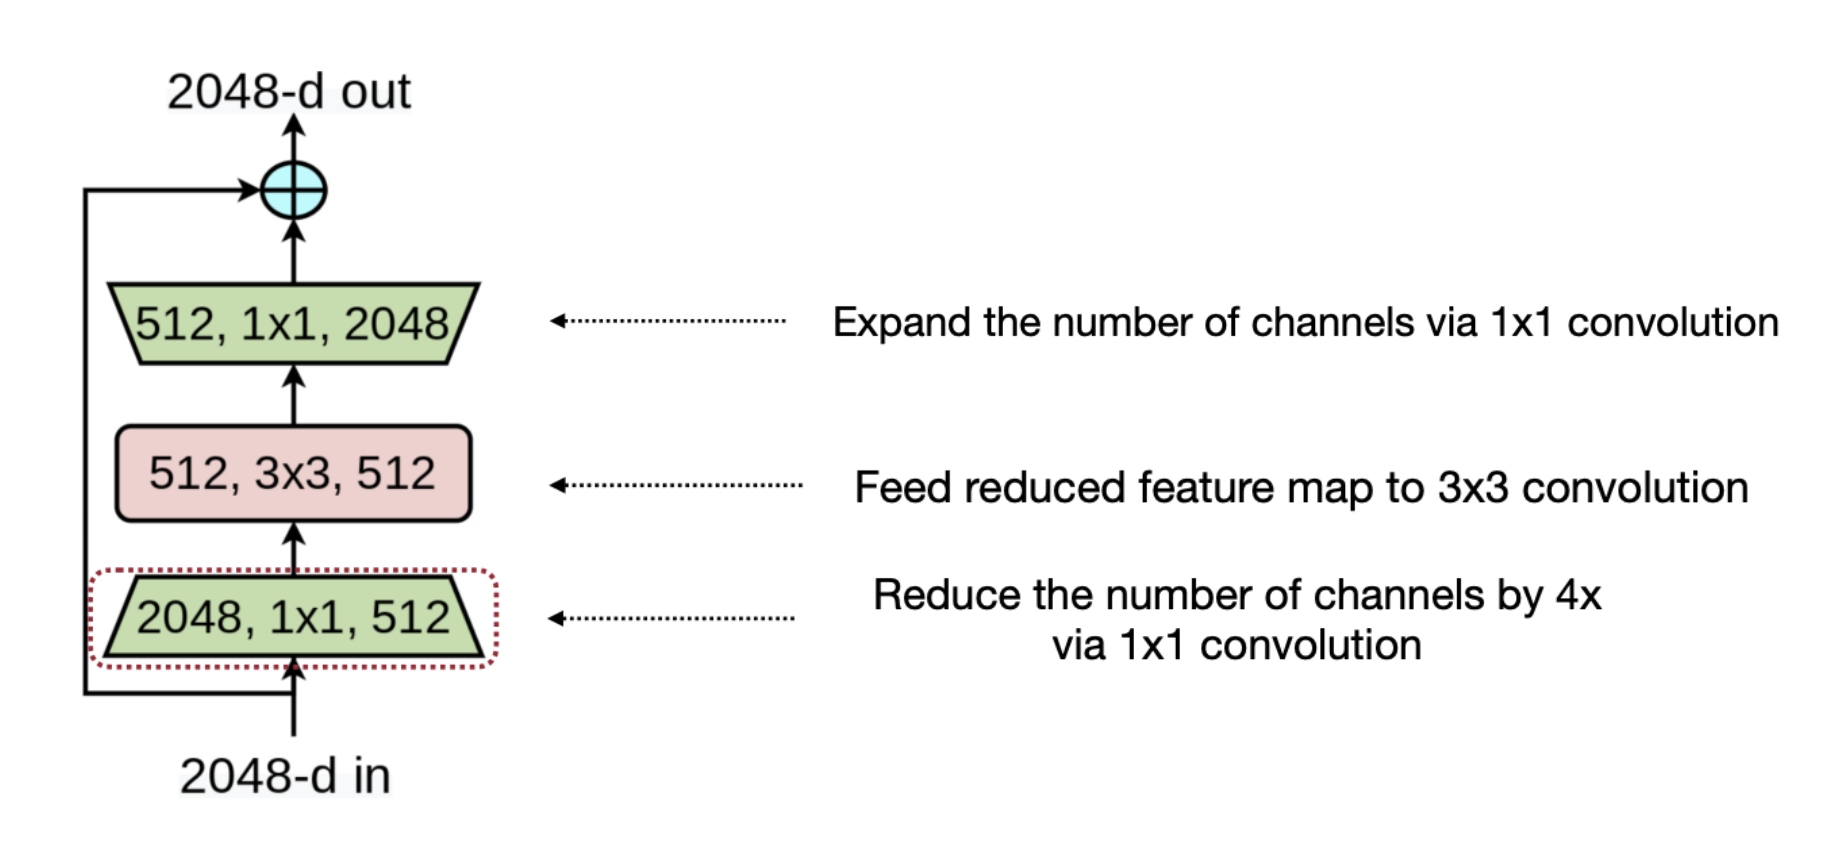 2048-d out
512, 1x1, 2048
Expand the number of channels via 1x1 convolution
512, 3x3, 512
Feed reduced feature map to 3x3 convolution
2048, 1x1, 512
Reduce the number of channels by 4x
via 1x1 convolution
2048-d in